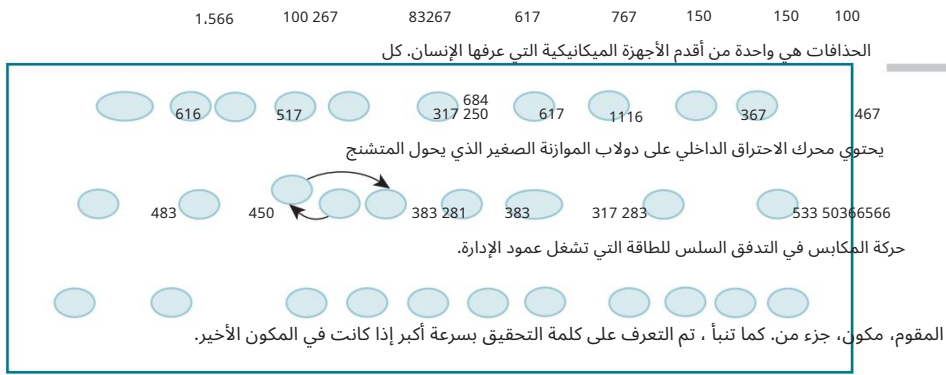 1.566 100 267 83267 617 767 150 150 100
الحذافات هي واحدة من أقدم الأجهزة الميكانيكية التي عرفها الإنسان. كل
616 517 317 250 684 617 1116 367 467
يحتوي محرك الاحتراق الداخلي على دولاب الموازنة الصغير الذي يحول المتشنج
483 450 383 281 383 317 283 533 50366566
حركة المكابس في التدفق السلس للطاقة التي تشغل عمود الإدارة.
المقوم، مكون، جزء من. كما تنبأ ، تم التعرف على كلمة التحقيق بسرعة أكبر إذا كانت في المكون الأخير.